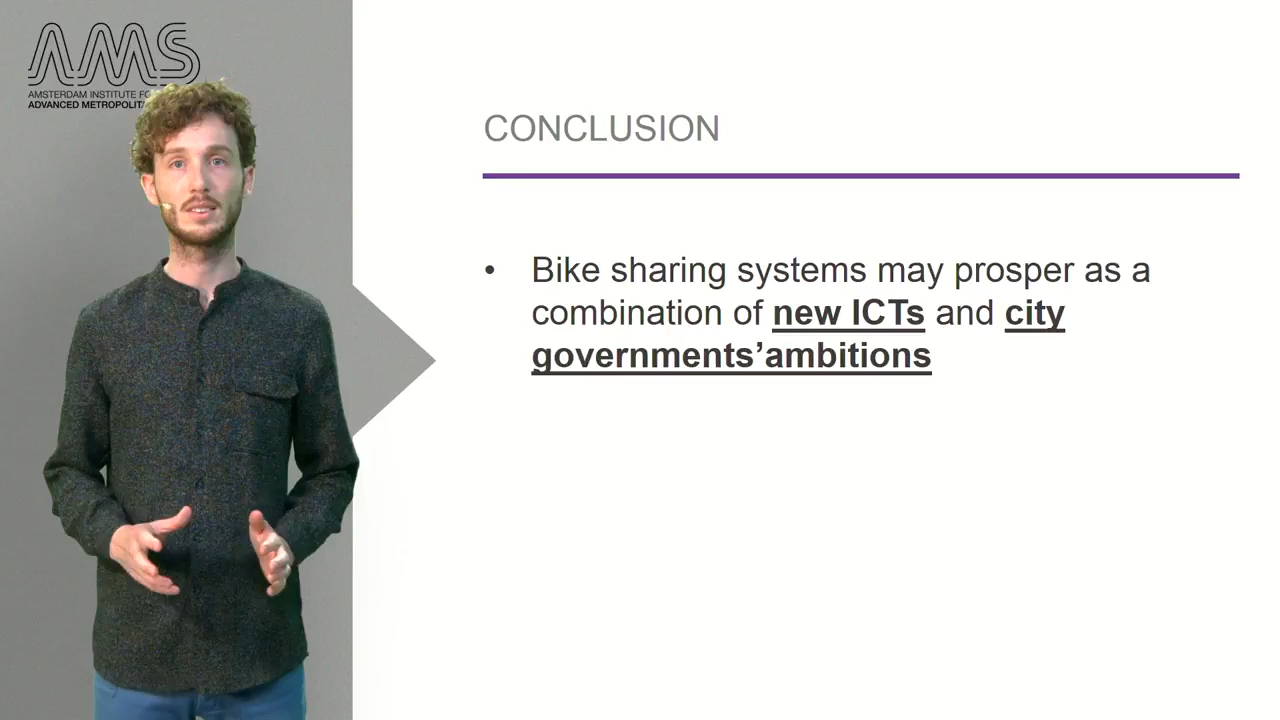 AMS
AMSTERDAM INSTITUTE FO
ADVANCED METROPOLIT
CONCLUSION
• Bike sharing systems may prosper as a
combination of new ICTs and city
governments’ambitions